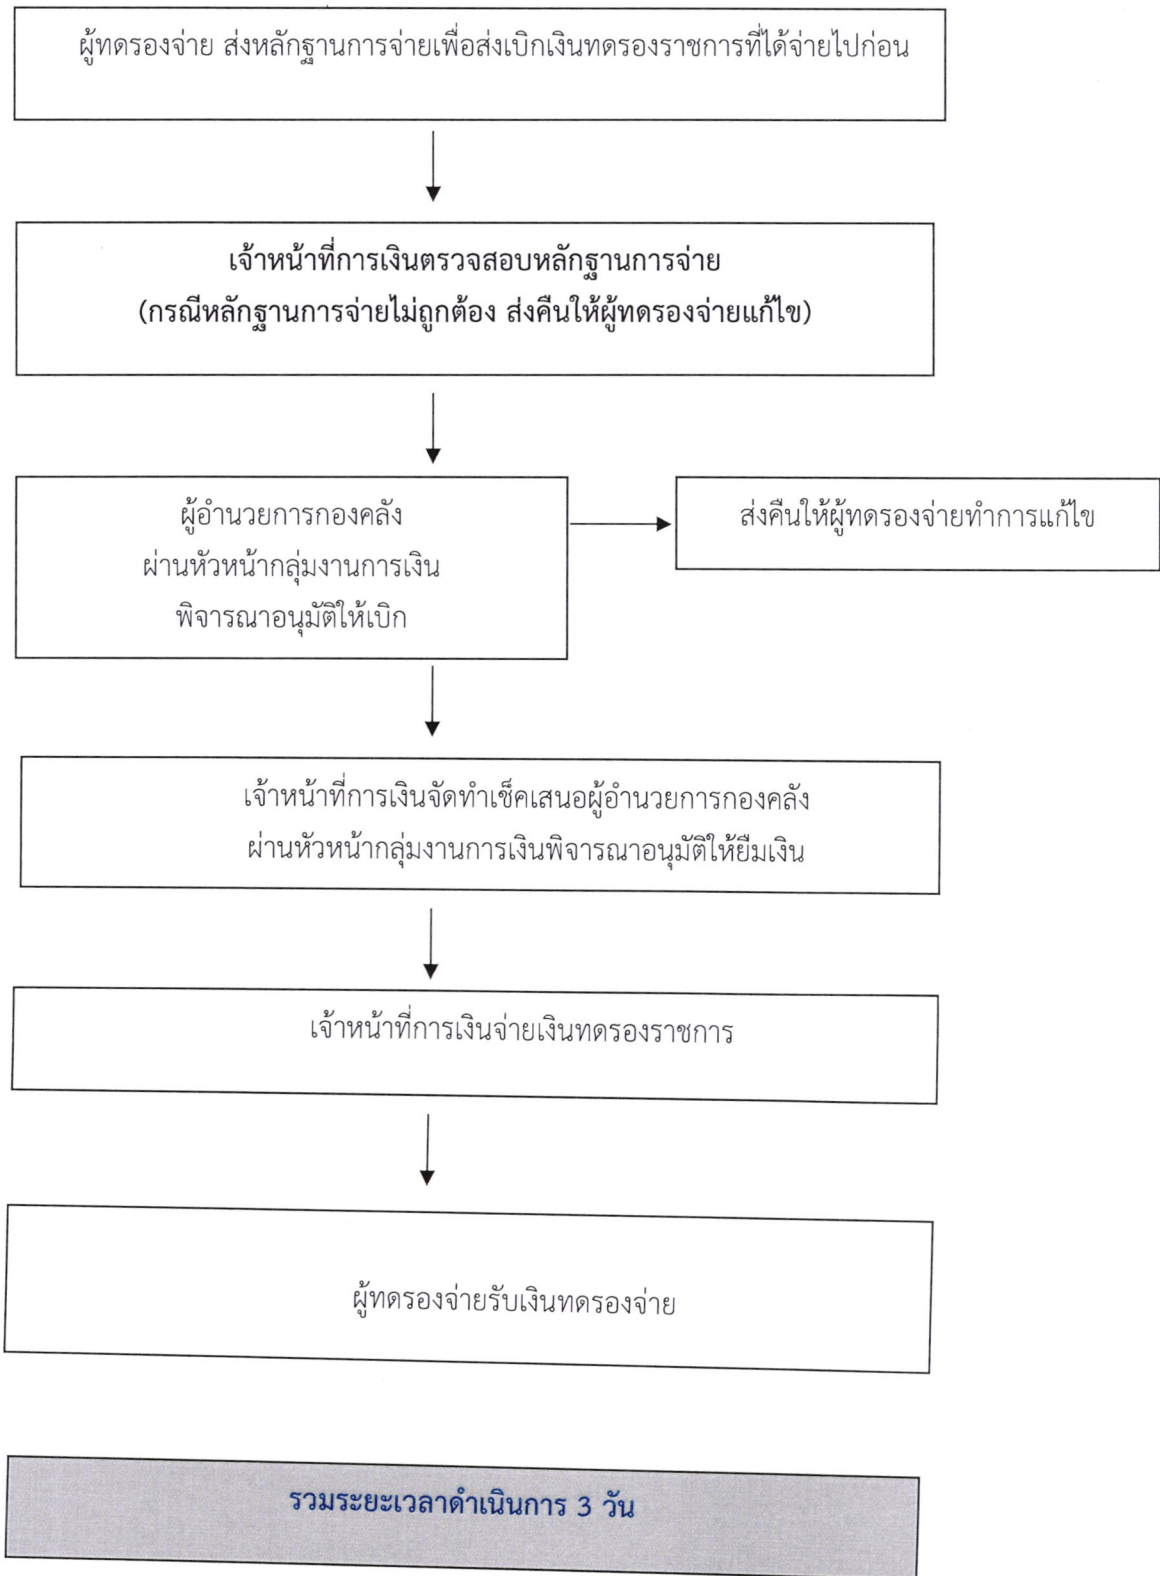 ผู้ทดรองจ่าย ส่งหลักฐานการจ่ายเพื่อส่งเบิกเงินทดรองราชการที่ได้จ่ายไปก่อน
เจ้าหน้าที่การเงินตรวจสอบหลักฐานการจ่าย
(กรณีหลักฐานการจ่ายไม่ถูกต้อง ส่งคืนให้ผู้ทดรองจ่ายแก้ไข)
ผู้อำนวยการกองคลัง
ผ่านหัวหน้ากลุ่มงานการเงิน
พิจารณาอนุมัติให้เบิก
ส่งคืนให้ผู้ทดรองจ่ายทำการแก้ไข
เจ้าหน้าที่การเงินจัดทำเช็คเสนอผู้อำนวยการกองคลัง
ผ่านหัวหน้ากลุ่มงานการเงินพิจารณาอนุมัติให้ยืมเงิน
เจ้าหน้าที่การเงินจ่ายเงินทดรองราชการ
ผู้ทดรองจ่ายรับเงินทดรองจ่าย
รวมระยะเวลาดำเนินการ 3 วัน